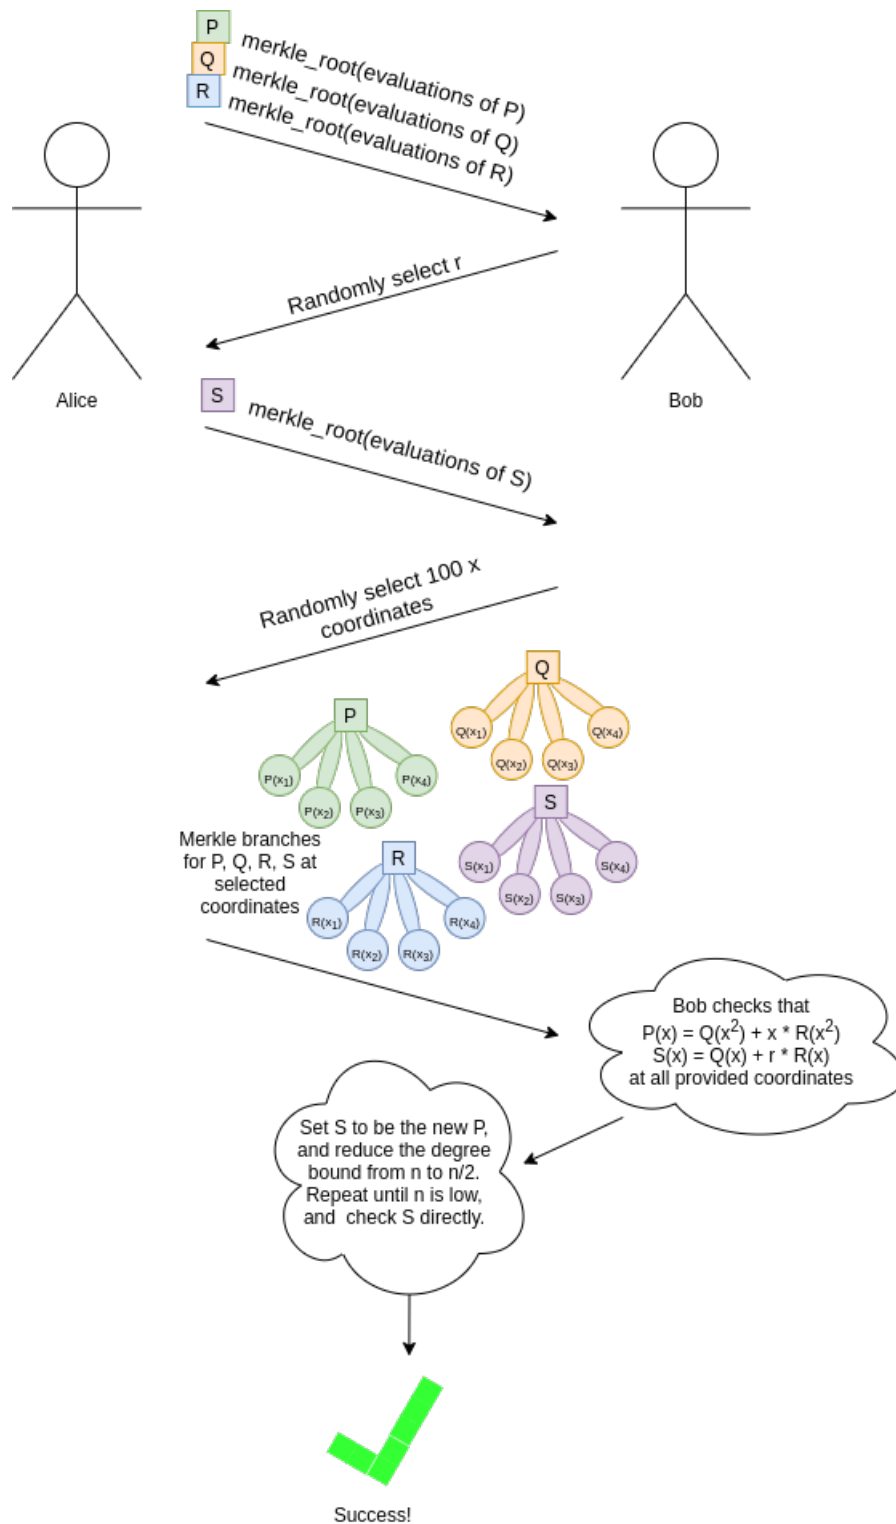 P
merkle_root(evaluations of P)
Q
merkle_root(evaluations of Q)
R
merkle_root(evaluations of R)
Randomly select r
Alice
Bob
S
merkle_root(evaluations of S)
Randomly select 100 x
coordinates
Q
Q(x₁)
Q(x₂)
Q(x₃)
Q(x₄)
P
P(x₁)
P(x₂)
P(x₃)
P(x₄)
S
S(x₁)
S(x₂)
S(x₃)
S(x₄)
Merkle branches
for P, Q, R, S at
selected
coordinates
R
R(x₁)
R(x₂)
R(x₃)
R(x₄)
Bob checks that
P(x) = Q(x²) + x * R(x²)
S(x) = Q(x) + r * R(x)
at all provided coordinates
Set S to be the new P,
and reduce the degree
bound from n to n/2.
Repeat until n is low,
and check S directly.
Success!